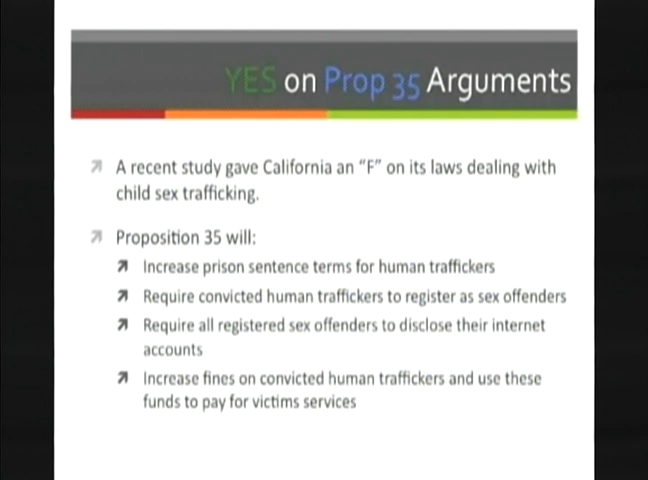 YES on Prop 35 Arguments
A recent study gave California an "F" on its laws dealing with
child sex trafficking.
Proposition 35 will:
Increase prison sentence terms for human traffickers
Require convicted human traffickers to register as sex offenders
Require all registered sex offenders to disclose their internet
accounts
Increase fines on convicted human traffickers and use these
funds to pay for victims services